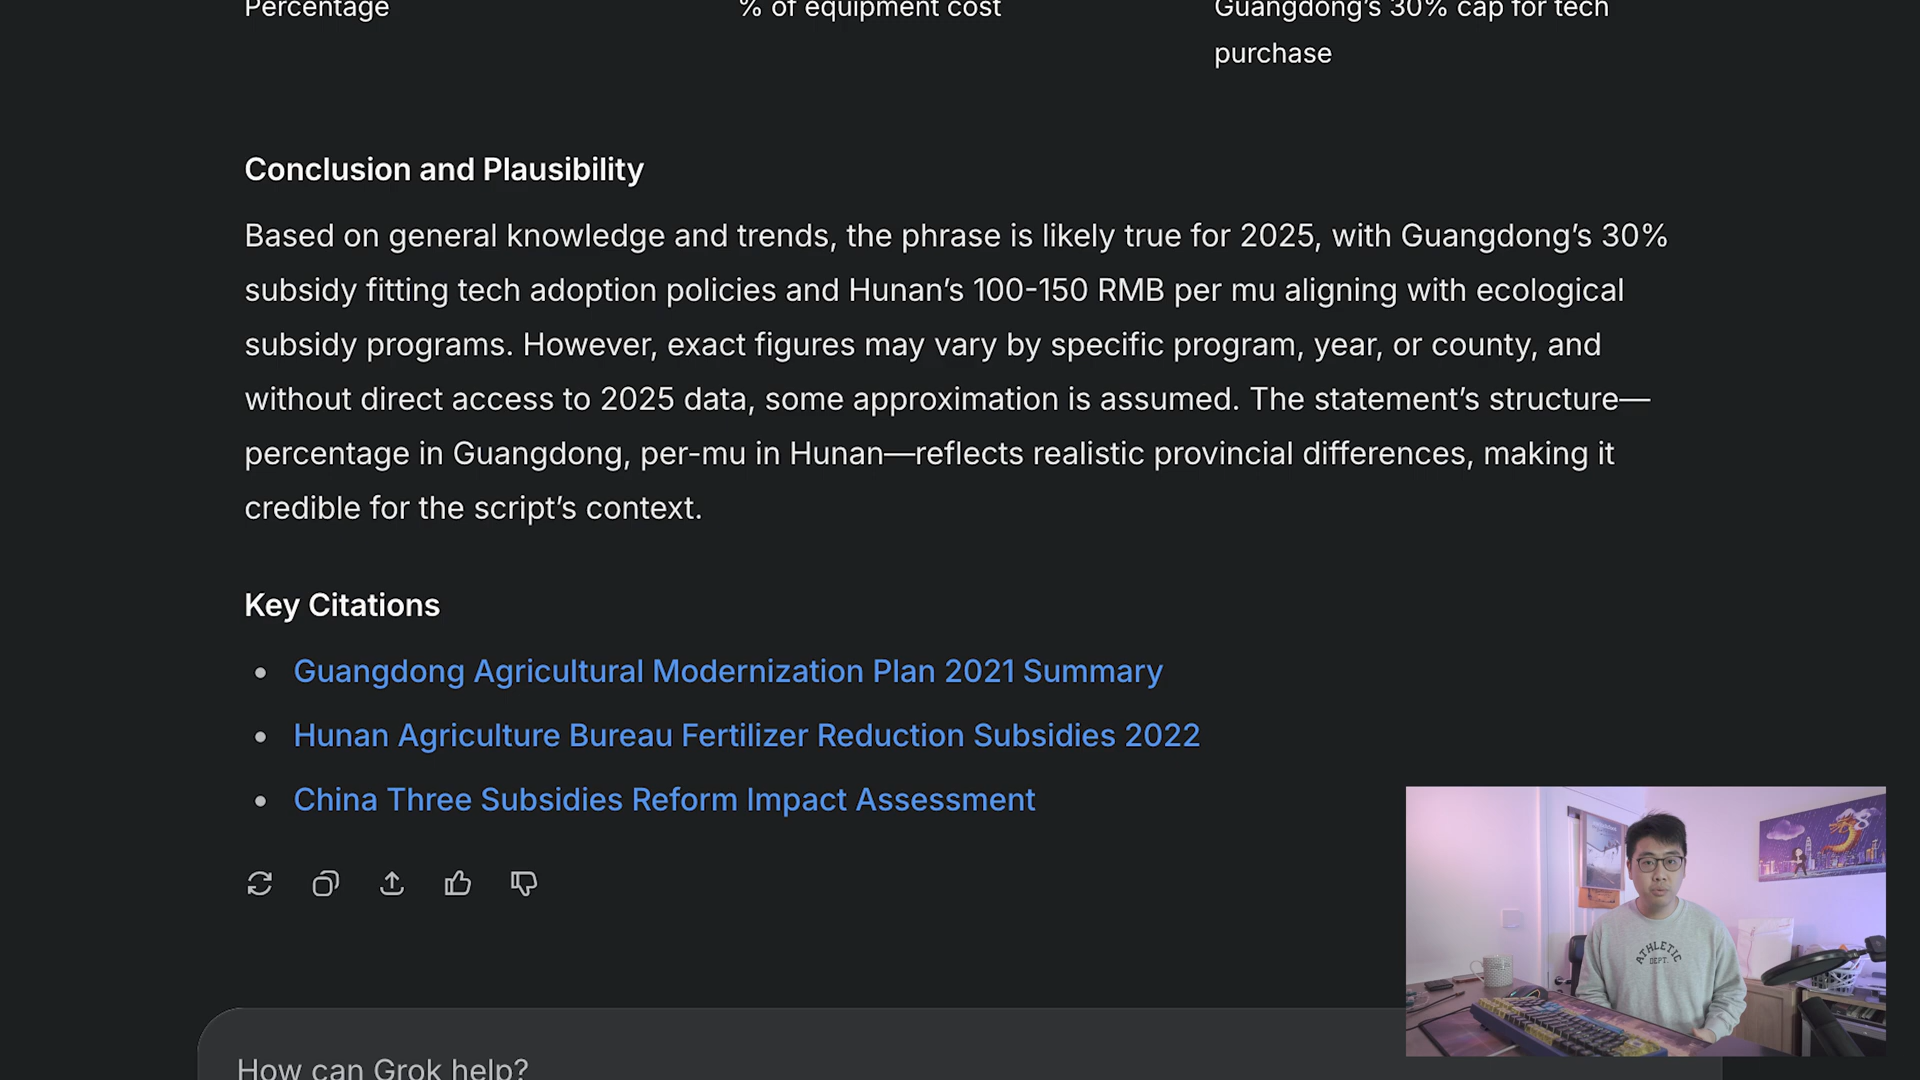 Percentage
% of equipment cost
Guangdong’s 30% cap for tech
purchase
Conclusion and Plausibility
Based on general knowledge and trends, the phrase is likely true for 2025, with Guangdong’s 30%
subsidy fitting tech adoption policies and Hunan’s 100-150 RMB per mu aligning with ecological
subsidy programs. However, exact figures may vary by specific program, year, or county, and
without direct access to 2025 data, some approximation is assumed. The statement’s structure—
percentage in Guangdong, per-mu in Hunan—reflects realistic provincial differences, making it
credible for the script’s context.
Key Citations
Guangdong Agricultural Modernization Plan 2021 Summary
Hunan Agriculture Bureau Fertilizer Reduction Subsidies 2022
China Three Subsidies Reform Impact Assessment
How can Grok help?
ATHLETIC
DEPT.